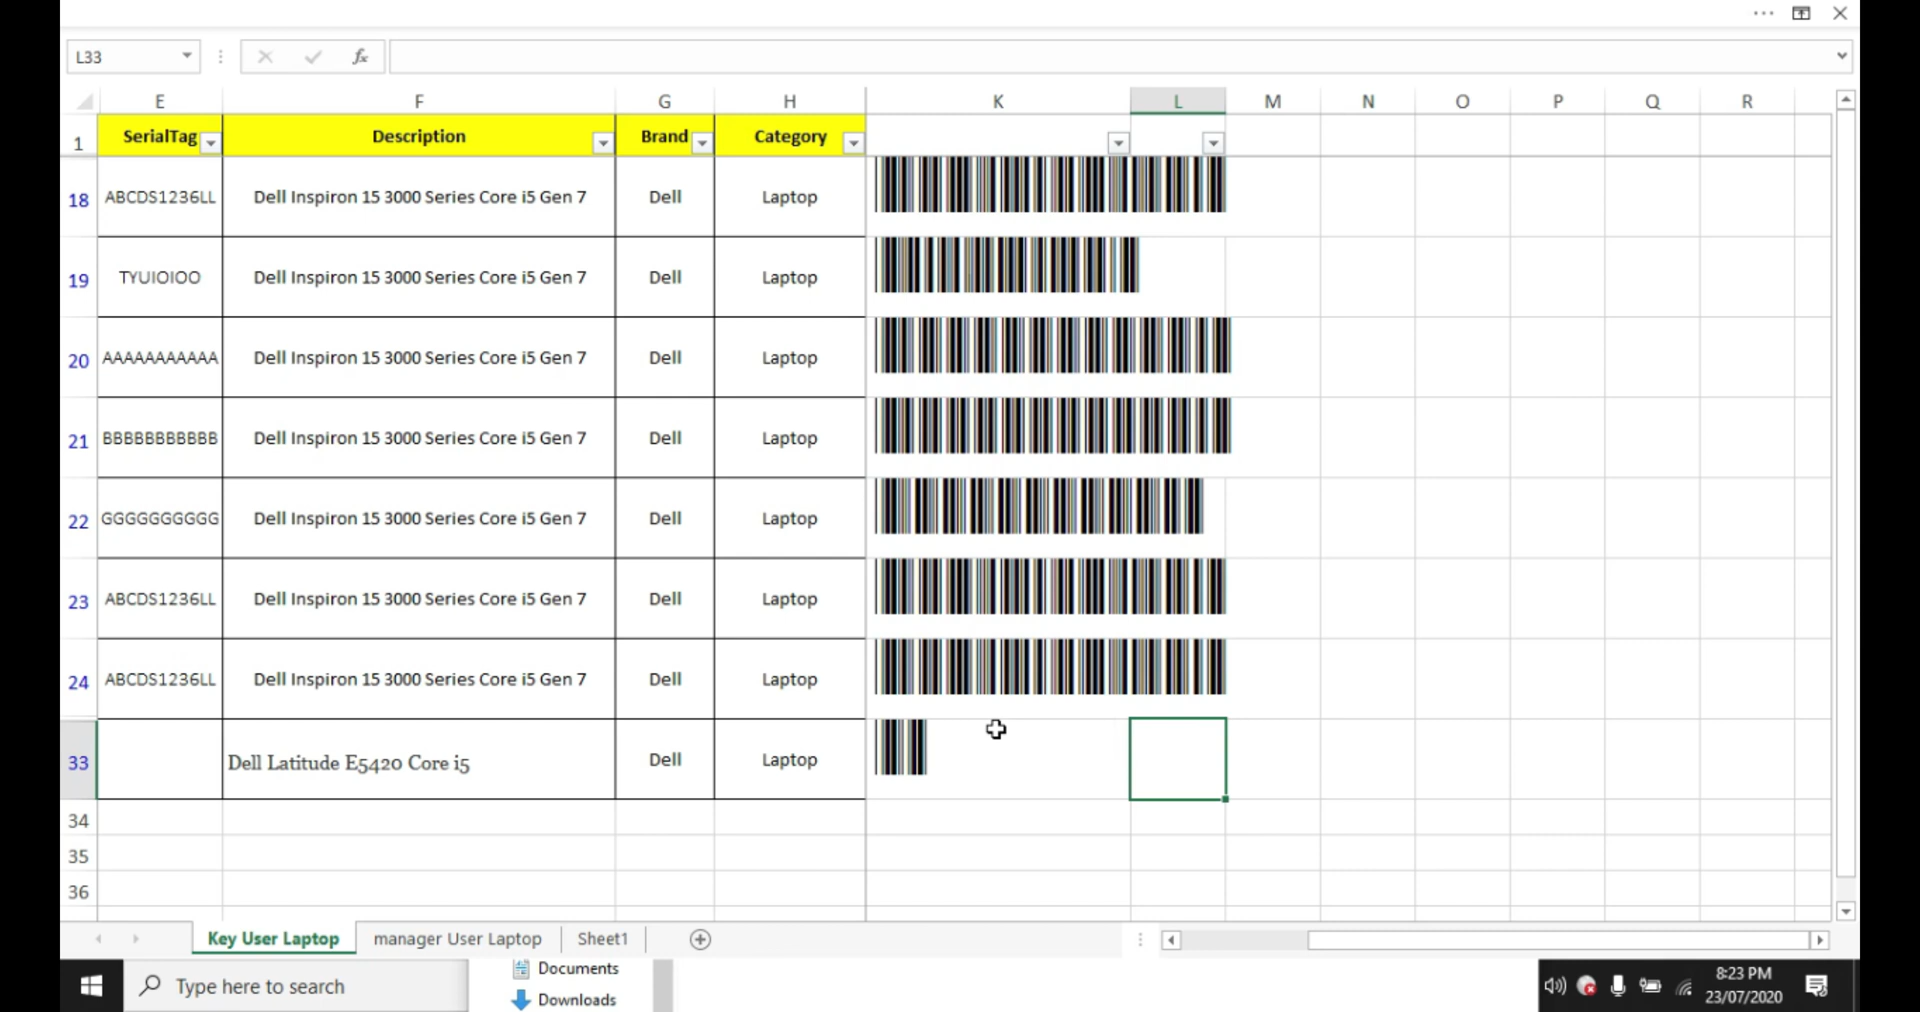 L33
fx
E F G H K L M N O P Q R
1 SerialTag Description Brand Category
18 ABCDS1236LL Dell Inspiron 15 3000 Series Core i5 Gen 7 Dell Laptop
19 TYUIOIOO Dell Inspiron 15 3000 Series Core i5 Gen 7 Dell Laptop
20 AAAAAAAAAAA Dell Inspiron 15 3000 Series Core i5 Gen 7 Dell Laptop
21 BBBBBBBBBBB Dell Inspiron 15 3000 Series Core i5 Gen 7 Dell Laptop
22 GGGGGGGGGG Dell Inspiron 15 3000 Series Core i5 Gen 7 Dell Laptop
23 ABCDS1236LL Dell Inspiron 15 3000 Series Core i5 Gen 7 Dell Laptop
24 ABCDS1236LL Dell Inspiron 15 3000 Series Core i5 Gen 7 Dell Laptop
33 Dell Latitude E5420 Core i5 Dell Laptop
34
35
36
Key User Laptop manager User Laptop Sheet1
Documents
Type here to search
Downloads
8:23 PM
23/07/2020